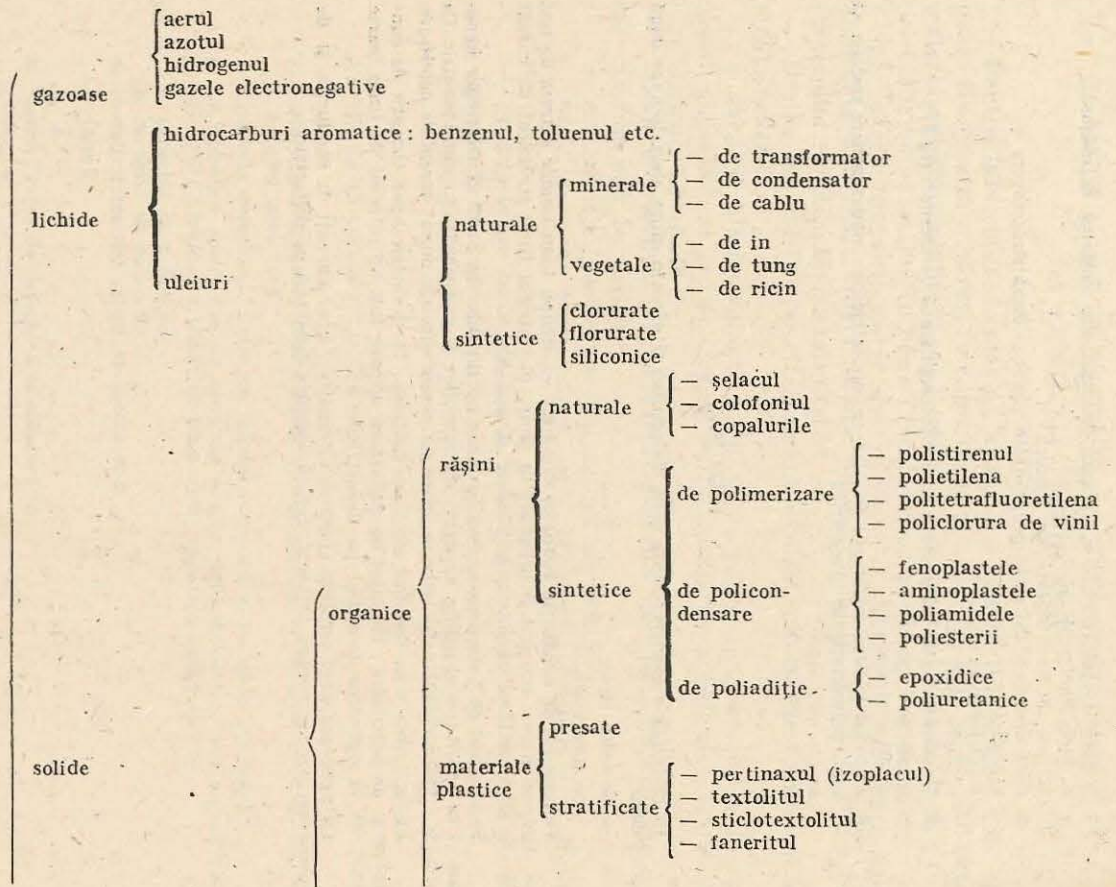 aerul
azotul
hidrogenul
gazoase
gazele electronegative
hidrocarburi aromatice : benzenul, toluenul etc.
lichide
uleiuri
naturale
minerale
— de transformator
— de condensator
— de cablu
vegetale
— de in
— de tung
— de ricin
sintetice
clorurate
florurate
siliconice
solide
organice
rășini
naturale
— șelacul
— colofoniul
— copalurile
sintetice
de polimerizare
— polistirenul
— polietilena
— politetrafluoretilena
— policlorura de vinil
de policon-
densare
— fenoplastele
— aminoplastele
— poliamidele
— poliesterii
de poliadiție
— epoxidice
— poliuretanice
materiale
plastice
presate
stratificate
— pertinaxul (izoplacul)
— textolitul
— sticlotextolitul
— faneritul